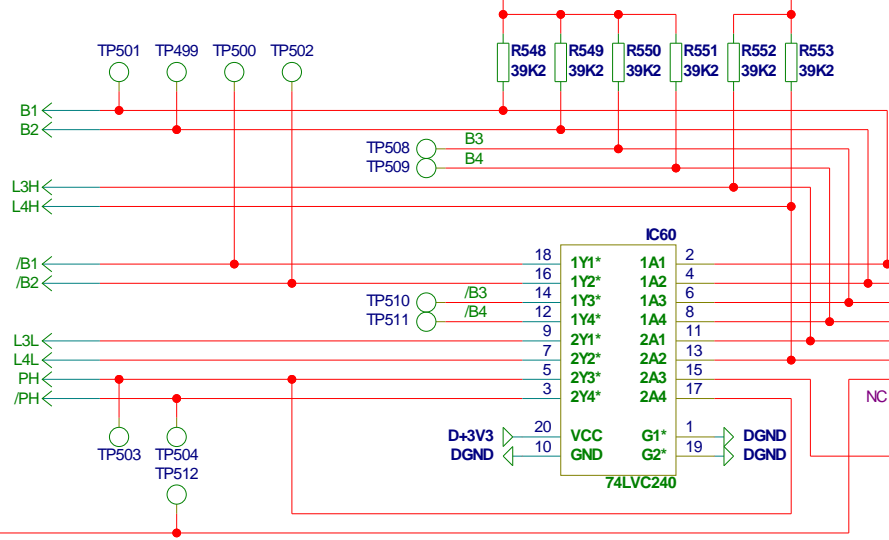 R548 R549 R550 R551 R552 R553
39K2 39K2 39K2 39K2 39K2 39K2
TP501 TP499 TP500 TP502
B1
B2
TP508 B3
TP509 B4
L3H
L4H
IC60
/B1 18 1Y1* 1A1 2
/B2 16 1Y2* 1A2 4
TP510 /B3 14 1Y3* 1A3 6
TP511 /B4 12 1Y4* 1A4 8
L3L 9 2Y1* 2A1 11
L4L 7 2Y2* 2A2 13
PH 5 2Y3* 2A3 15
/PH 3 2Y4* 2A4 17
NC
D+3V3 20 VCC G1* 1 DGND
DGND 10 GND G2* 19 DGND
TP503 TP504
TP512
74LVC240